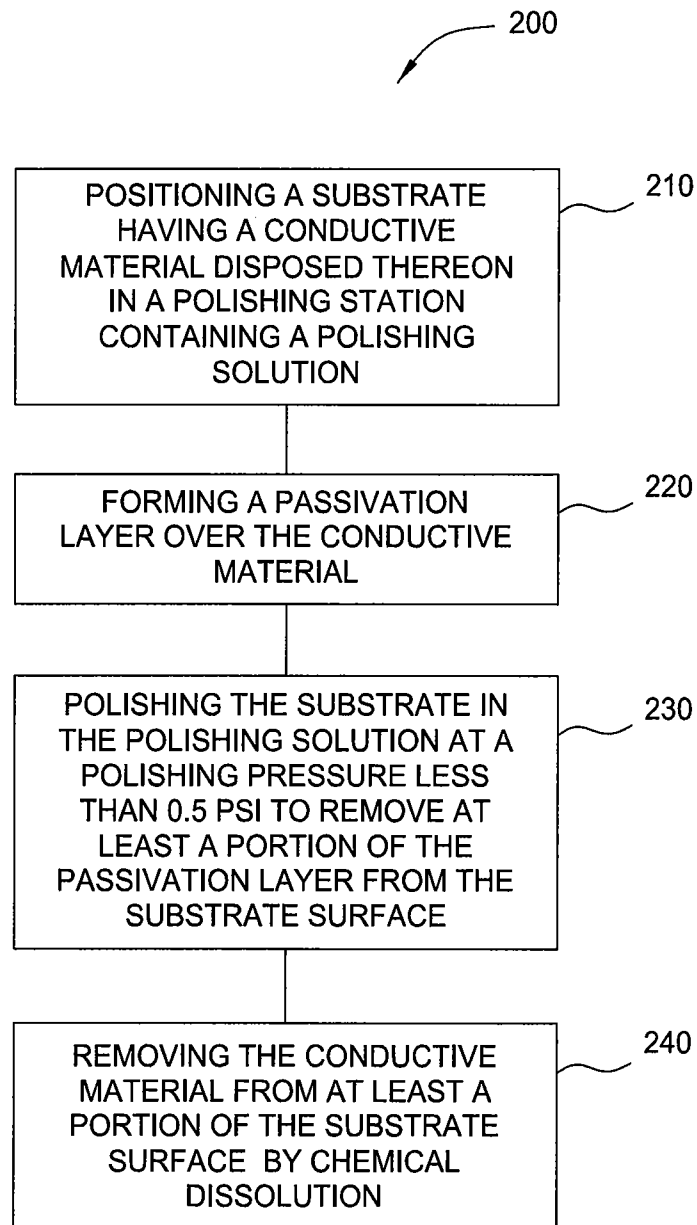 200
POSITIONING A SUBSTRATE
HAVING A CONDUCTIVE
MATERIAL DISPOSED THEREON
IN A POLISHING STATION
CONTAINING A POLISHING
SOLUTION
210
FORMING A PASSIVATION
LAYER OVER THE CONDUCTIVE
MATERIAL
220
POLISHING THE SUBSTRATE IN
THE POLISHING SOLUTION AT A
POLISHING PRESSURE LESS
THAN 0.5 PSI TO REMOVE AT
LEAST A PORTION OF THE
PASSIVATION LAYER FROM THE
SUBSTRATE SURFACE
230
REMOVING THE CONDUCTIVE
MATERIAL FROM AT LEAST A
PORTION OF THE SUBSTRATE
SURFACE BY CHEMICAL
DISSOLUTION
240